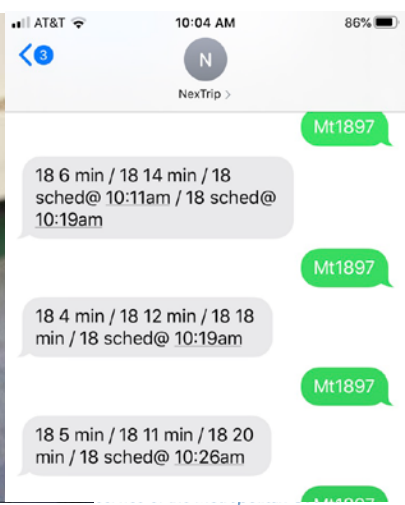 AT&T 10:04 AM 86%
3
N
NexTrip >
Mt1897
18 6 min / 18 14 min / 18
sched@ 10:11am / 18 sched@
10:19am
Mt1897
18 4 min / 18 12 min / 18 18
min / 18 sched@ 10:19am
Mt1897
18 5 min / 18 11 min / 18 20
min / 18 sched@ 10:26am